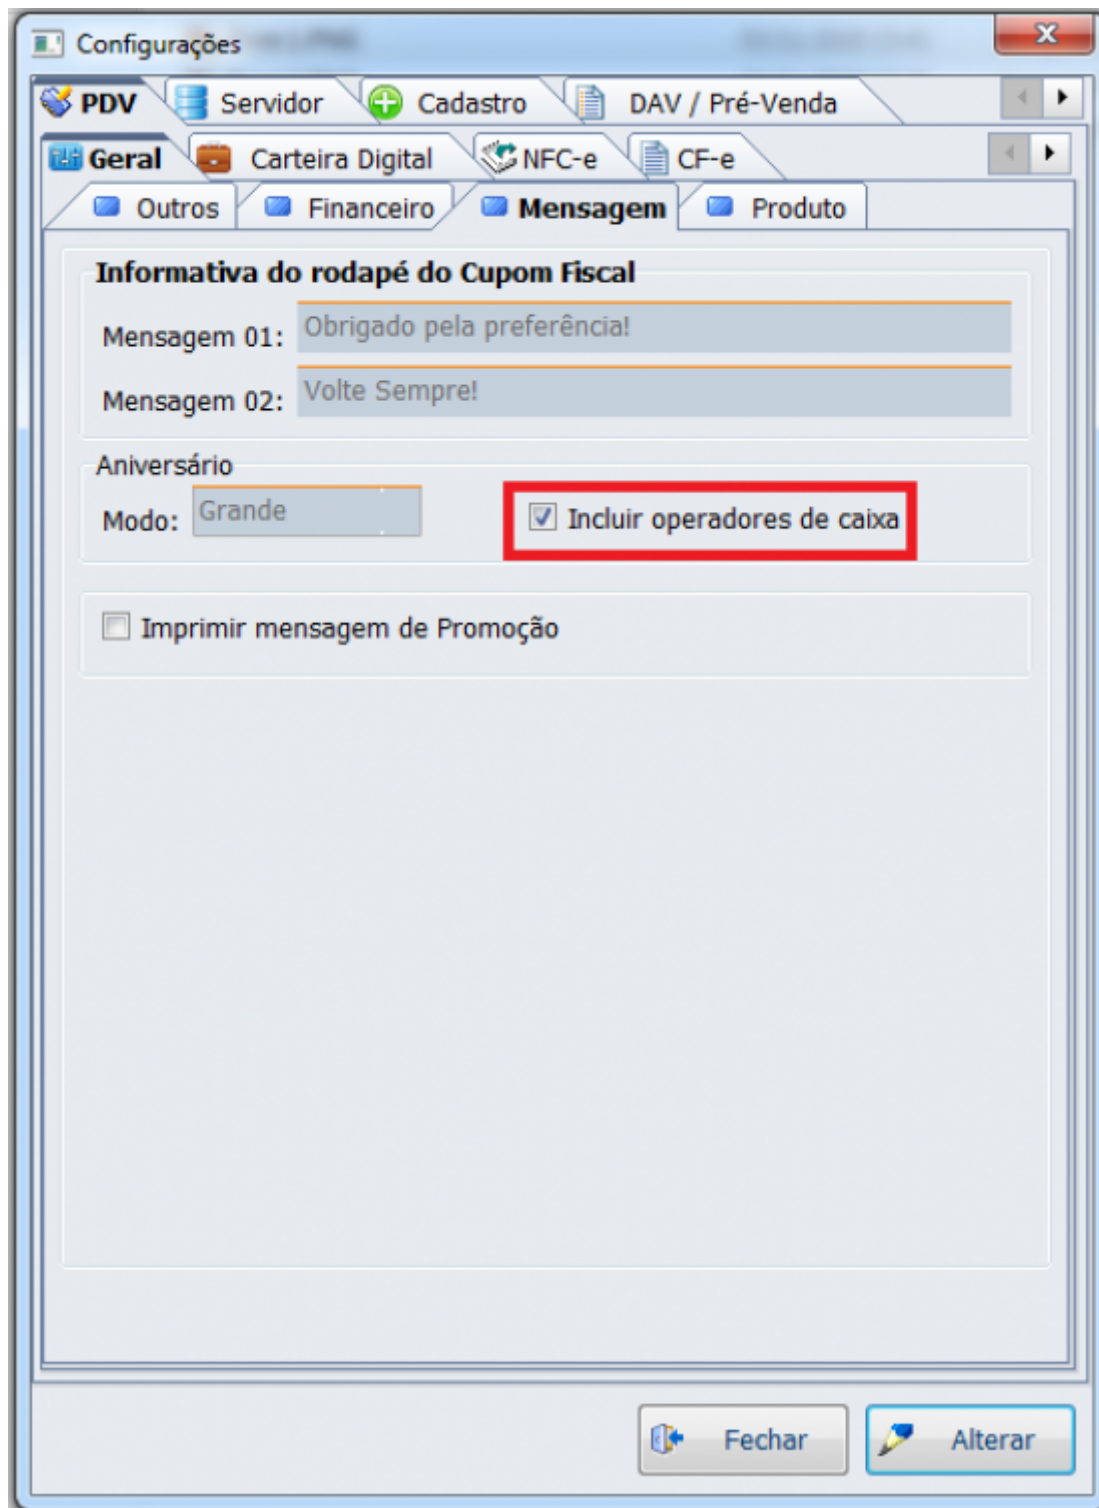 Configurações
PDV Servidor Cadastro DAV / Pré-Venda
Geral Carteira Digital NFC-e CF-e
Outros Financeiro Mensagem Produto
Informativa do rodapé do Cupom Fiscal
Mensagem 01: Obrigado pela preferência!
Mensagem 02: Volte Sempre!
Aniversário
Modo: Grande Incluir operadores de caixa
Imprimir mensagem de Promoção
Fechar Alterar